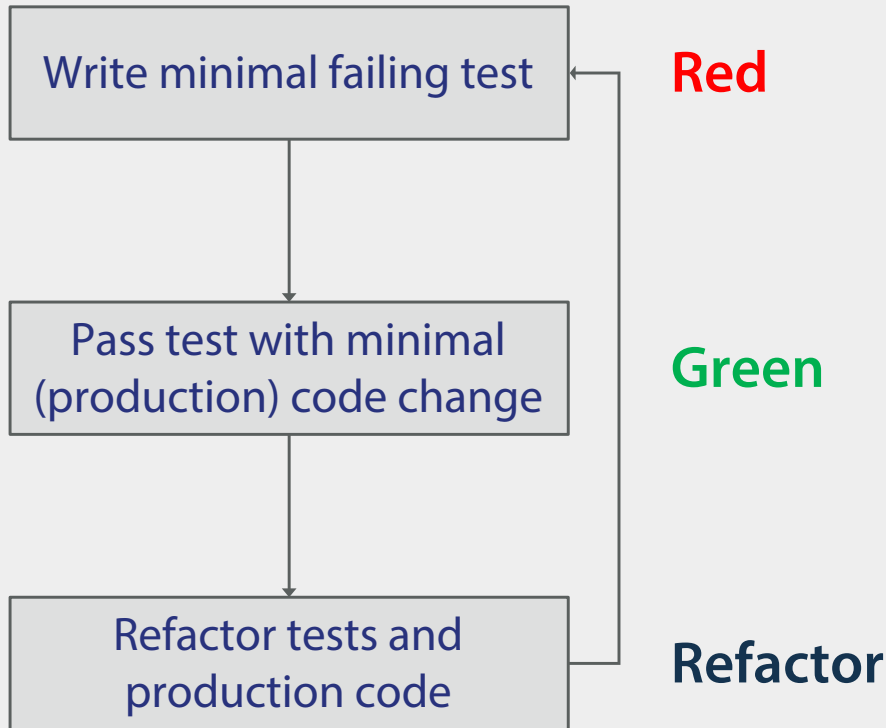 Write minimal failing test
Red
Pass test with minimal
(production) code change
Green
Refactor tests and
production code
Refactor